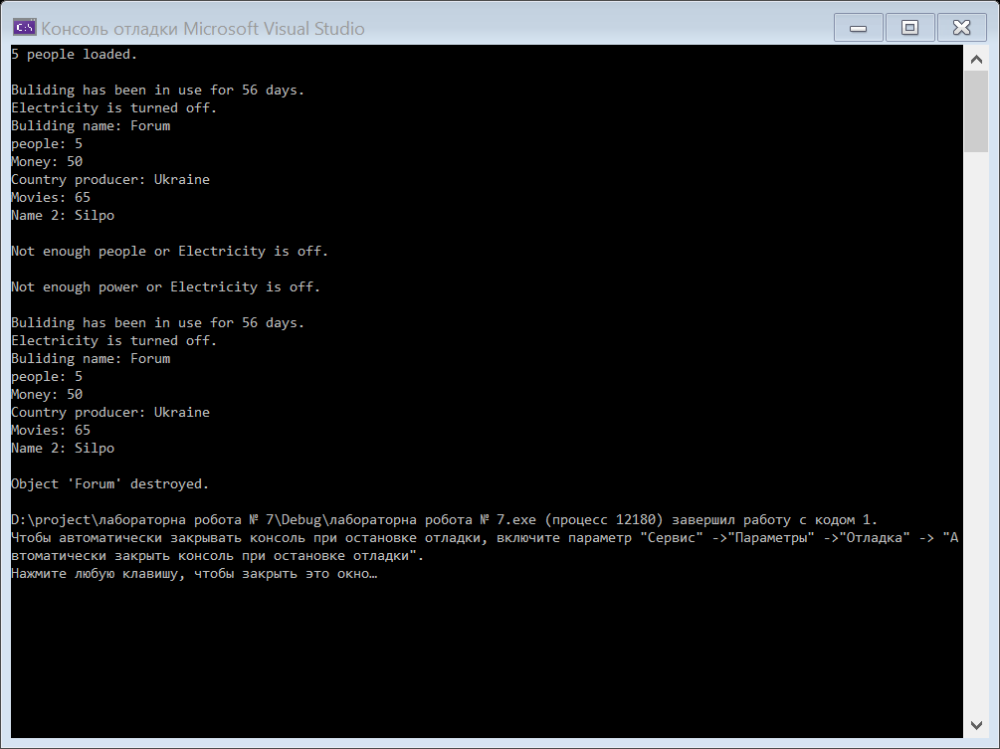 Консоль отладки Microsoft Visual Studio
5 people loaded.
Buliding has been in use for 56 days.
Electricity is turned off.
Buliding name: Forum
people: 5
Money: 50
Country producer: Ukraine
Movies: 65
Name 2: Silpo
Not enough people or Electricity is off.
Not enough power or Electricity is off.
Buliding has been in use for 56 days.
Electricity is turned off.
Buliding name: Forum
people: 5
Money: 50
Country producer: Ukraine
Movies: 65
Name 2: Silpo
Object 'Forum' destroyed.
D:\project\лабораторна робота № 7\Debug\лабораторна робота № 7.exe (процесс 12180) завершил работу с кодом 1.
Чтобы автоматически закрывать консоль при остановке отладки, включите параметр "Сервис" ->"Параметры" ->"Отладка" -> "А
втоматически закрыть консоль при остановке отладки".
Нажмите любую клавишу, чтобы закрыть это окно…